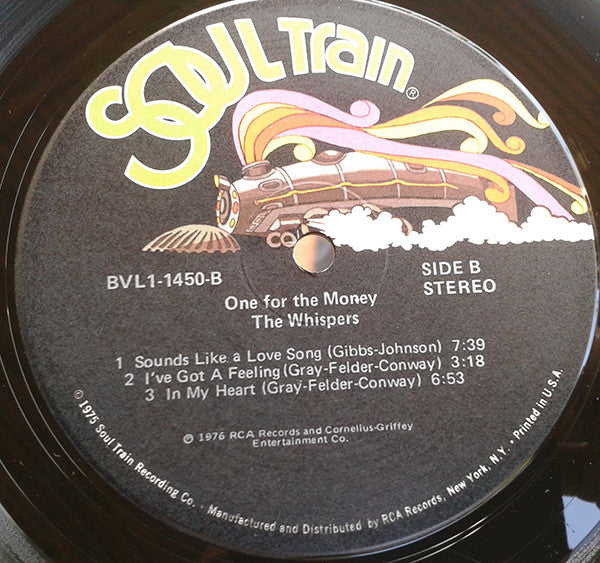 SOUL TRain®
BVL1-1450-B
SIDE B
STEREO
One for the Money
The Whispers
1 Sounds Like a Love Song (Gibbs-Johnson) 7:39
2 I've Got A Feeling (Gray-Felder-Conway) 3:18
3 In My Heart (Gray-Felder-Conway) 6:53
℗ 1976 RCA Records and Cornelius-Griffey
Entertainment Co.
© 1975 Soul Train Recording Co. • Manufactured and Distributed by RCA Records, New York, N.Y. • Printed in U.S.A.